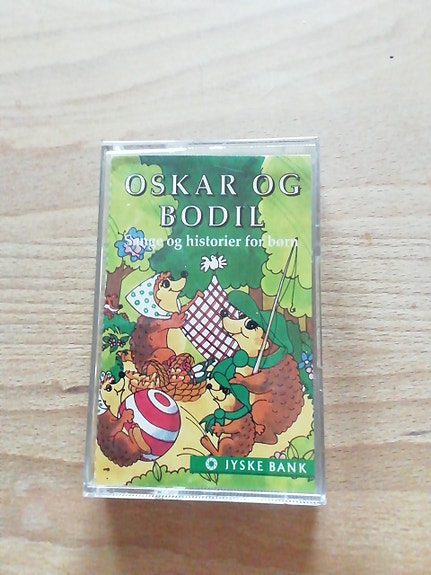 OSKAR OG
BODIL
Sange og historier for børn
JYSKE BANK